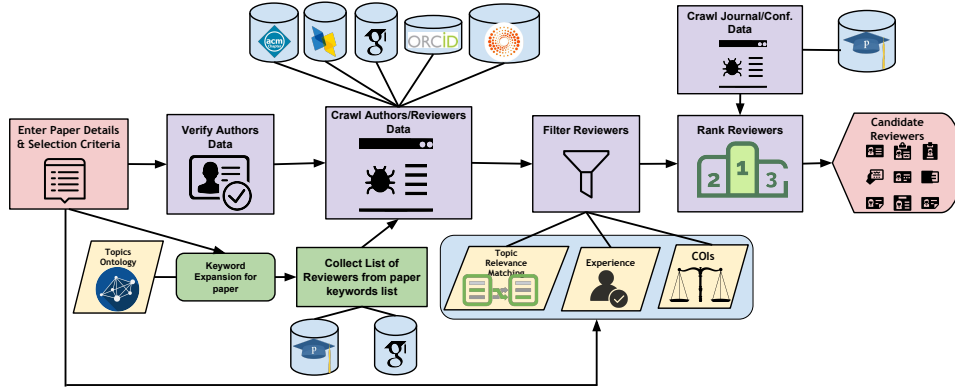 acm
g
ORCID
Crawl Journal/Conf.
Data
P
Enter Paper Details
& Selection Criteria
Verify Authors
Data
Crawl Authors/Reviewers
Data
Filter Reviewers
Rank Reviewers
2 1 3
Candidate
Reviewers
Topics
Ontology
Keyword
Expansion for
paper
Collect List of
Reviewers from paper
keywords list
Topic
Relevance
Matching
Experience
COIs
P
g